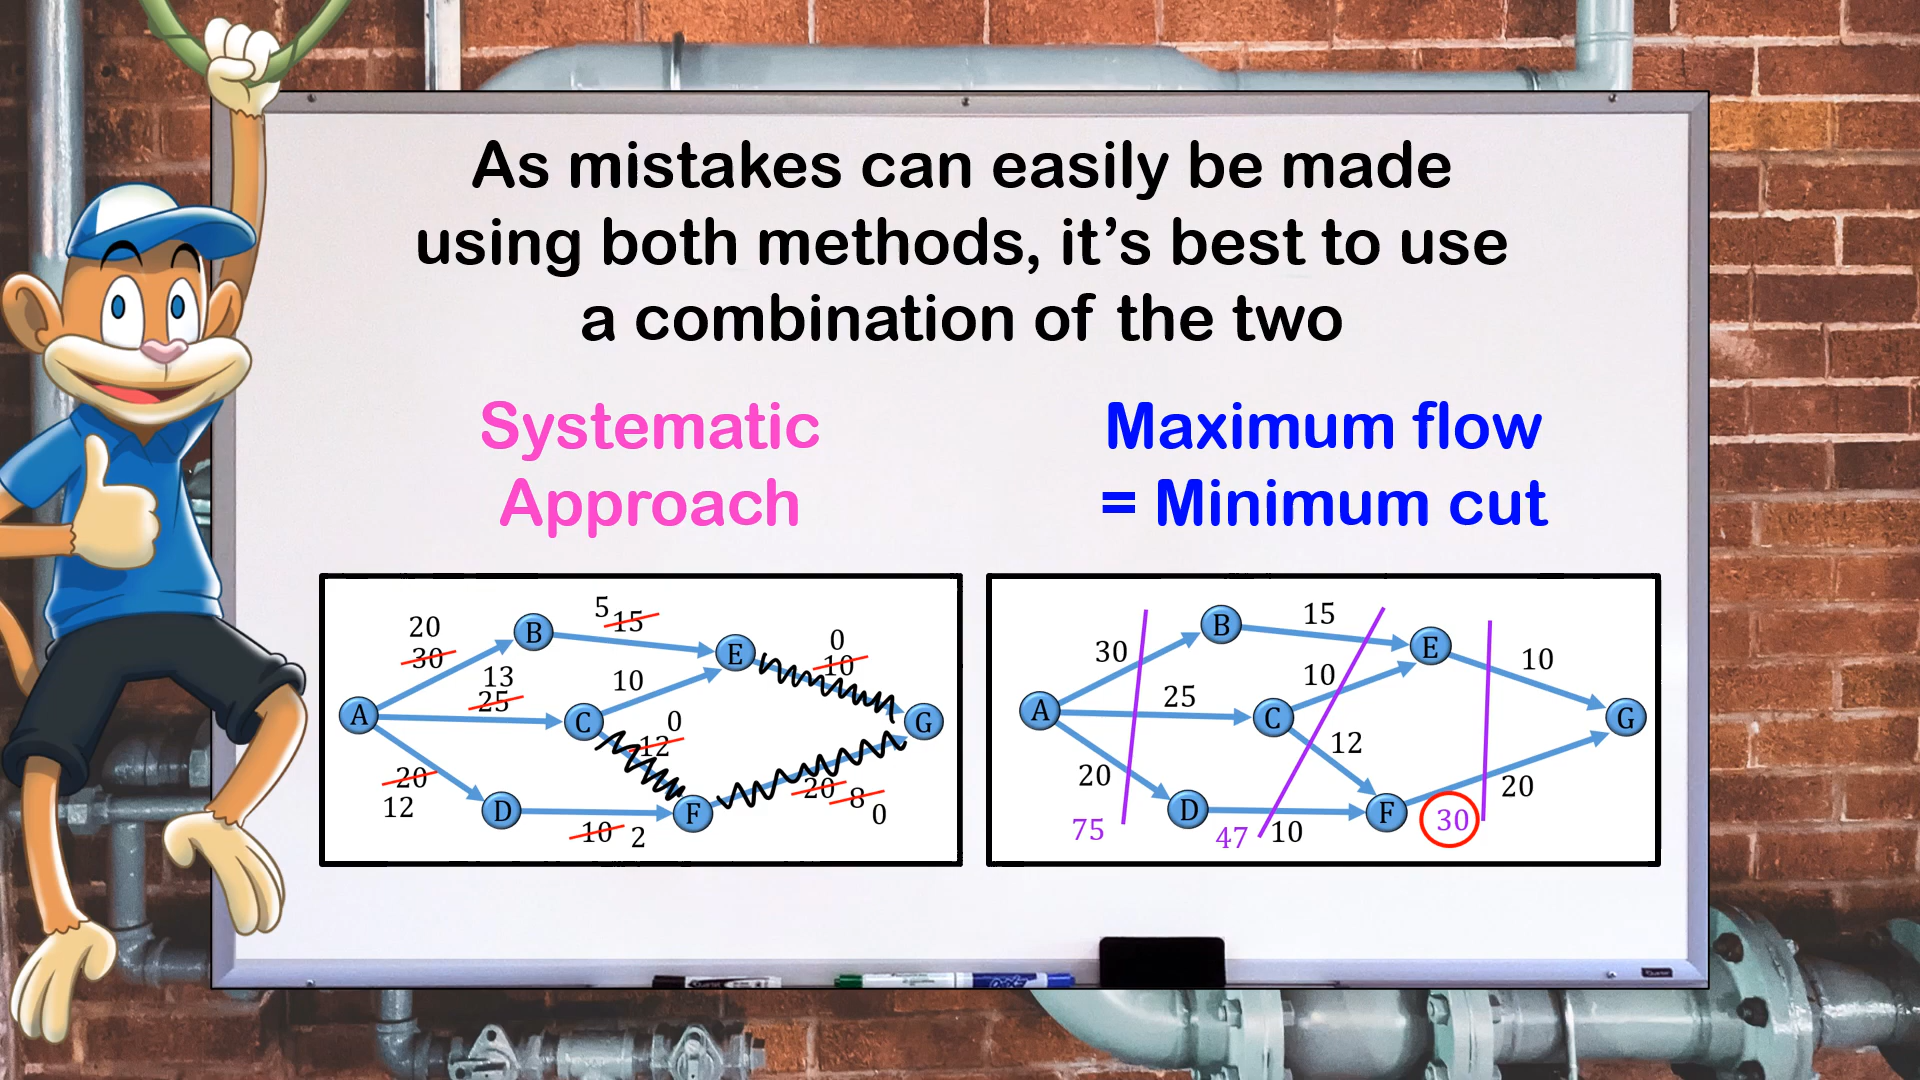 As mistakes can easily be made
using both methods, it's best to use
a combination of the two
Systematic
Approach
Maximum flow
= Minimum cut
20
30
B
5
15
E
0
10
13
25
10
A
C
0
12
G
20
12
D
10
2
F
20
8
0
30
B
15
E
10
10
25
A
C
G
12
20
D
10
F
20
75
47
30